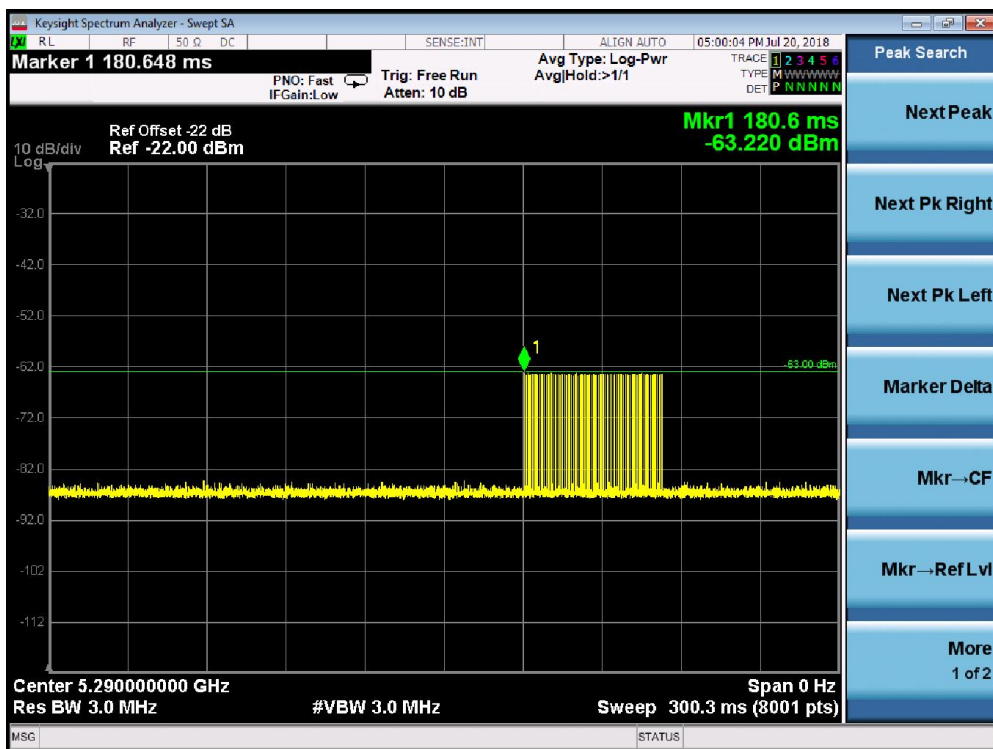 Keysight Spectrum Analyzer - Swept SA
LXI RL RF 50 Ω DC SENSE:INT ALIGN AUTO 05:00:04 PM Jul 20, 2018
Marker 1 180.648 ms
PNO: Fast
IFGain:Low
Trig: Free Run
Atten: 10 dB
Avg Type: Log-Pwr
Avg|Hold:>1/1
TRACE 1 2 3 4 5 6
TYPE M WWWWW
DET P N N N N N
Ref Offset -22 dB
10 dB/div Ref -22.00 dBm
Log
Mkr1 180.6 ms
-63.220 dBm
-32.0
-42.0
-52.0
1
-62.0
-63.00 dBm
-72.0
-82.0
-92.0
-102
-112
Center 5.290000000 GHz Span 0 Hz
Res BW 3.0 MHz #VBW 3.0 MHz Sweep 300.3 ms (8001 pts)
MSG STATUS
Peak Search
Next Peak
Next Pk Right
Next Pk Left
Marker Delta
Mkr→CF
Mkr→Ref Lvl
More
1 of 2